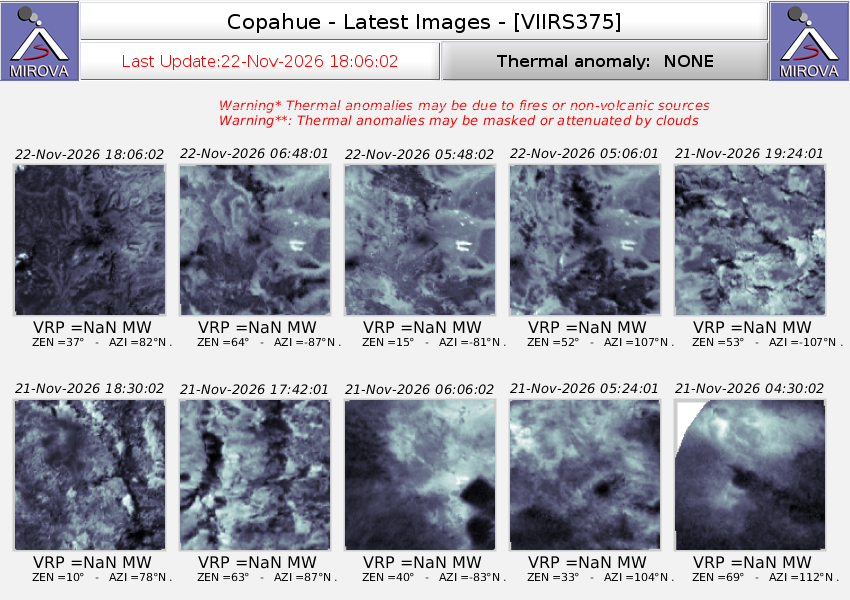 Copahue - Latest Images - [VIIRS375]
MIROVA
MIROVA
Last Update:22-Nov-2026 18:06:02
Thermal anomaly: NONE
Warning* Thermal anomalies may be due to fires or non-volcanic sources
Warning**: Thermal anomalies may be masked or attenuated by clouds
22-Nov-2026 18:06:02 22-Nov-2026 06:48:01 22-Nov-2026 05:48:02 22-Nov-2026 05:06:01 21-Nov-2026 19:24:01
VRP =NaN MW VRP =NaN MW VRP =NaN MW VRP =NaN MW VRP =NaN MW
ZEN =37° - AZI =82°N . ZEN =64° - AZI =-87°N . ZEN =15° - AZI =-81°N . ZEN =52° - AZI =107°N . ZEN =53° - AZI =-107°N .
21-Nov-2026 18:30:02 21-Nov-2026 17:42:01 21-Nov-2026 06:06:02 21-Nov-2026 05:24:01 21-Nov-2026 04:30:02
VRP =NaN MW VRP =NaN MW VRP =NaN MW VRP =NaN MW VRP =NaN MW
ZEN =10° - AZI =78°N . ZEN =63° - AZI =87°N . ZEN =40° - AZI =-83°N . ZEN =33° - AZI =104°N . ZEN =69° - AZI =112°N .